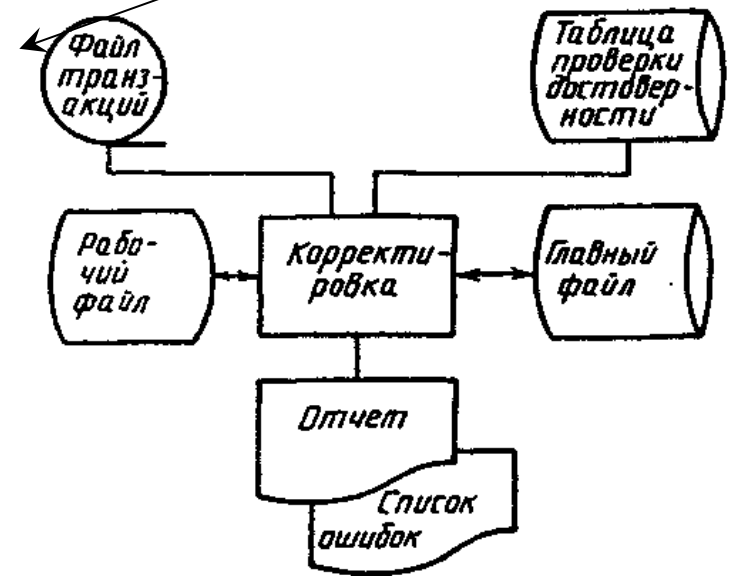 Файл
транз-
акций
Таблица
проверки
достовер-
ности
Рабо-
чий
файл
Корректи-
ровка
Главный
файл
Отчет
Список
ошибок